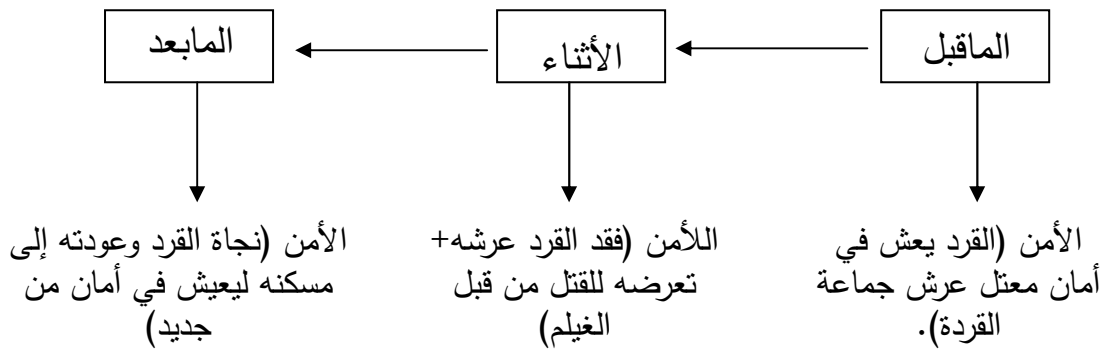 الماقبل
الأثناء
المابعد
الأمن (القرد يعش في
أمان معتل عرش جماعة
القردة).
اللأمن (فقد القرد عرشه+
تعرضه للقتل من قبل
الغيلم)
الأمن (نجاة القرد وعودته إلى
مسكنه ليعيش في أمان من
جديد)